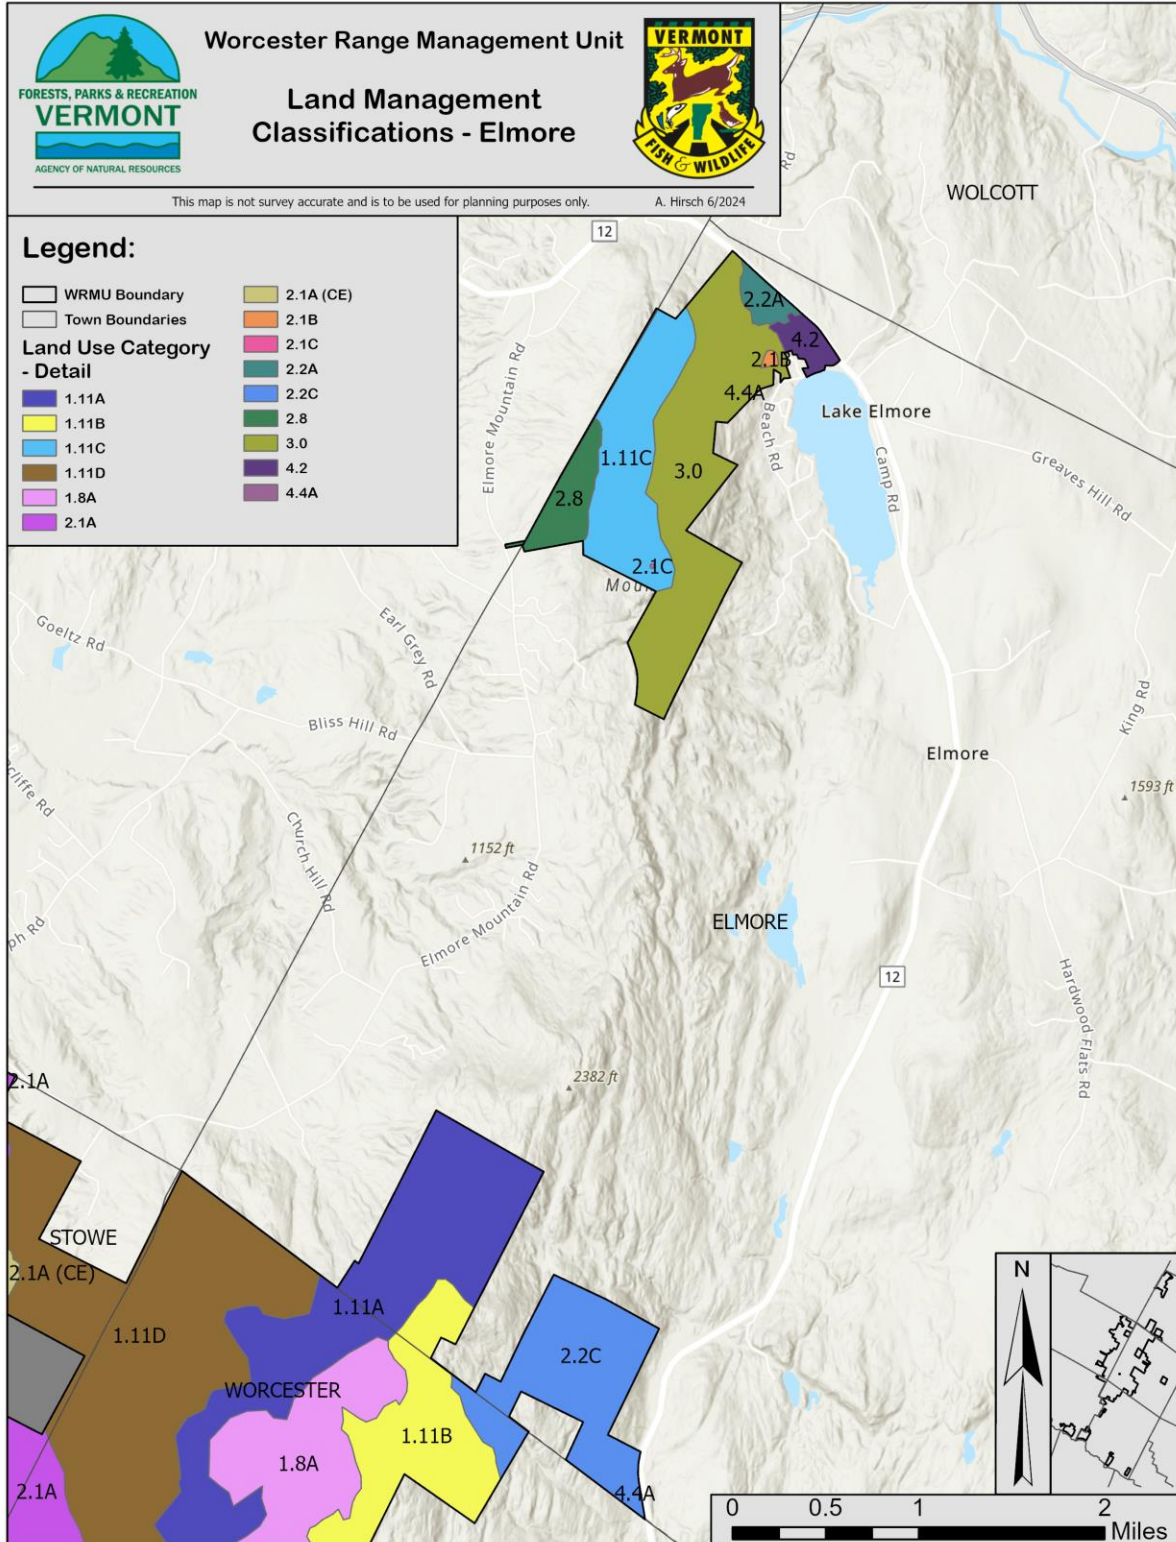 FORESTS, PARKS & RECREATION
VERMONT
AGENCY OF NATURAL RESOURCES
Worcester Range Management Unit
Land Management
Classifications - Elmore
VERMONT
FISH & WILDLIFE
This map is not survey accurate and is to be used for planning purposes only.
A. Hirsch 6/2024
Legend:
WRMU Boundary
Town Boundaries
Land Use Category
- Detail
1.11A
1.11B
1.11C
1.11D
1.8A
2.1A
2.1A (CE)
2.1B
2.1C
2.2A
2.2C
2.8
3.0
4.2
4.4A
Rd
WOLCOTT
12
2.2A
4.2
2.1B
4.4A
Elmore Mountain Rd
Beach Rd
Lake Elmore
Camp Rd
Greaves Hill Rd
1.11C
3.0
2.8
2.1C
Goeltz Rd
Earl Grey Rd
Bliss Hill Rd
King Rd
Elmore
1593 ft
Church Hill Rd
1152 ft
Elmore Mountain Rd
ELMORE
12
Hardwood Flats Rd
2382 ft
2.1A
STOWE
2.1A (CE)
1.11D
1.11A
2.2C
WORCESTER
1.11B
1.8A
2.1A
4.4A
N
0 0.5 1 2
Miles